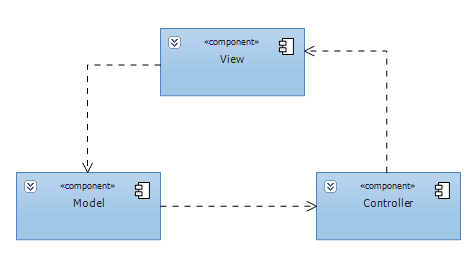 «component»
View
«component»
Model
«component»
Controller